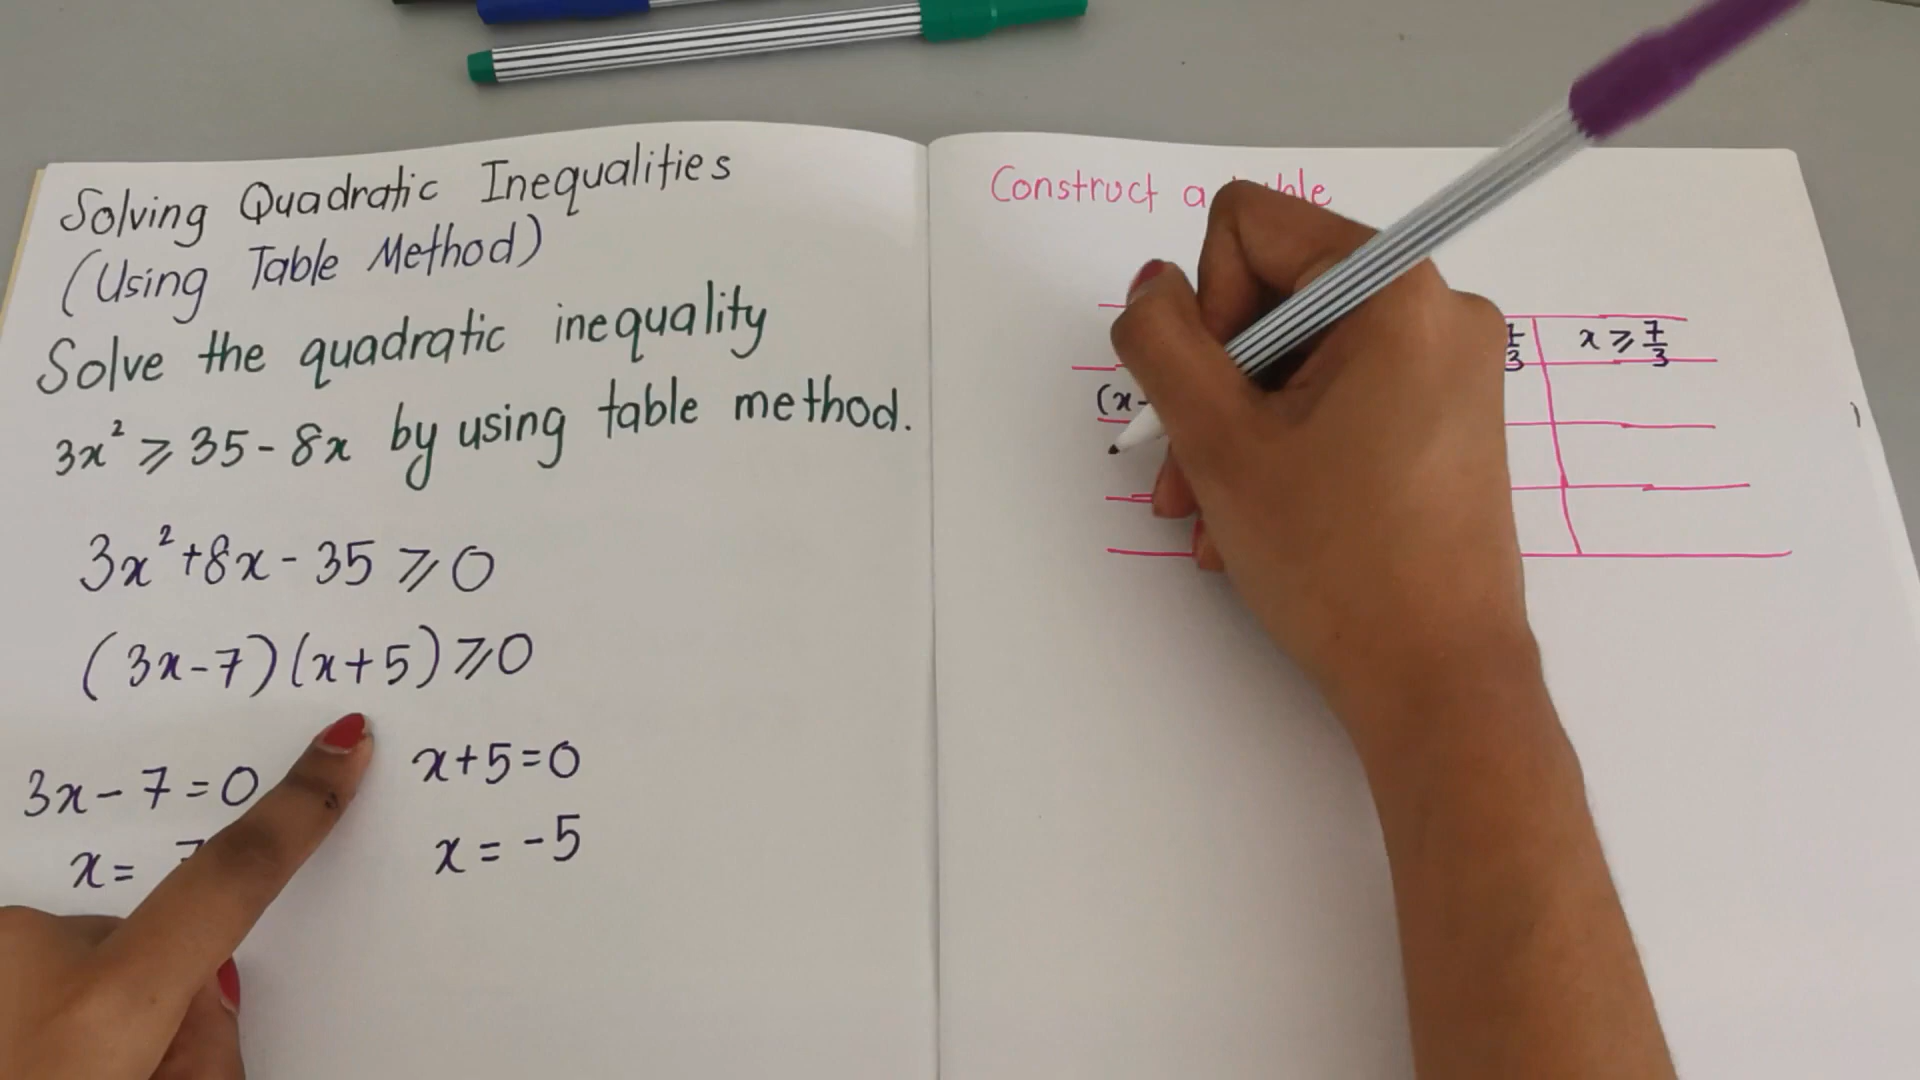 Solving Quadratic Inequalities
(Using Table Method)
Solve the quadratic inequality
3x² ⩾ 35 - 8x by using table method.
3x² + 8x - 35 ⩾ 0
(3x - 7)(x + 5) ⩾ 0
3x - 7 = 0
x + 5 = 0
x =
x = -5
Construct a
x ⩾ 7/3
(x -